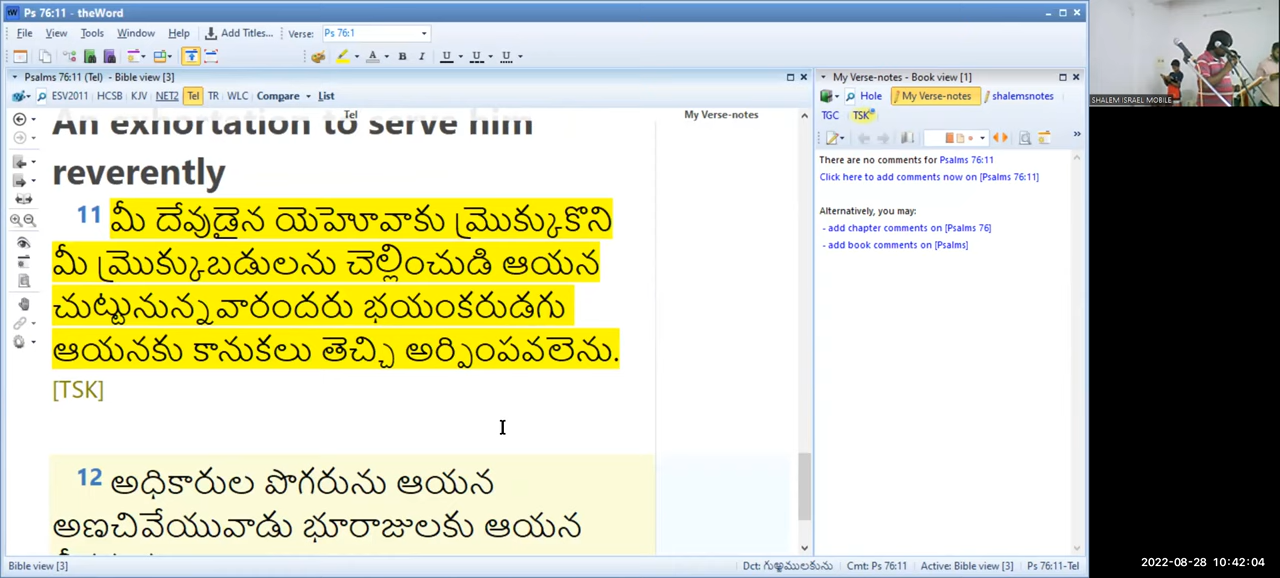 Ps 76:11 - theWord
File View Tools Window Help Add Titles... Verse: Ps 76:1
B I U U U
Psalms 76:11 (Tel) - Bible view [3]
ESV2011 HCSB KJV NET2 Tel TR WLC Compare List
Tel
My Verse-notes
An exhortation to serve him
reverently
11 మీ దేవుడైన యెహోవాకు మ్రొక్కుకొని
మీ మ్రొక్కుబడులను చెల్లించుడి ఆయన
చుట్టునున్నవారందరు భయంకరుడగు
ఆయనకు కానుకలు తెచ్చి అర్పింపవలెను.
[TSK]
12 అధికారుల పొగరును ఆయన
అణచివేయువాడు భూరాజులకు ఆయన
My Verse-notes - Book view [1]
Hole My Verse-notes shalemsnotes
TGC TSK
There are no comments for Psalms 76:11
Click here to add comments now on [Psalms 76:11]
Alternatively, you may:
- add chapter comments on [Psalms 76]
- add book comments on [Psalms]
Bible view [3]
Dct: గుఱ్ఱములకును Cmt: Ps 76:11 Active: Bible view [3] Ps 76:11-Tel
SHALEM ISRAEL MOBILE
2022-08-28 10:42:04